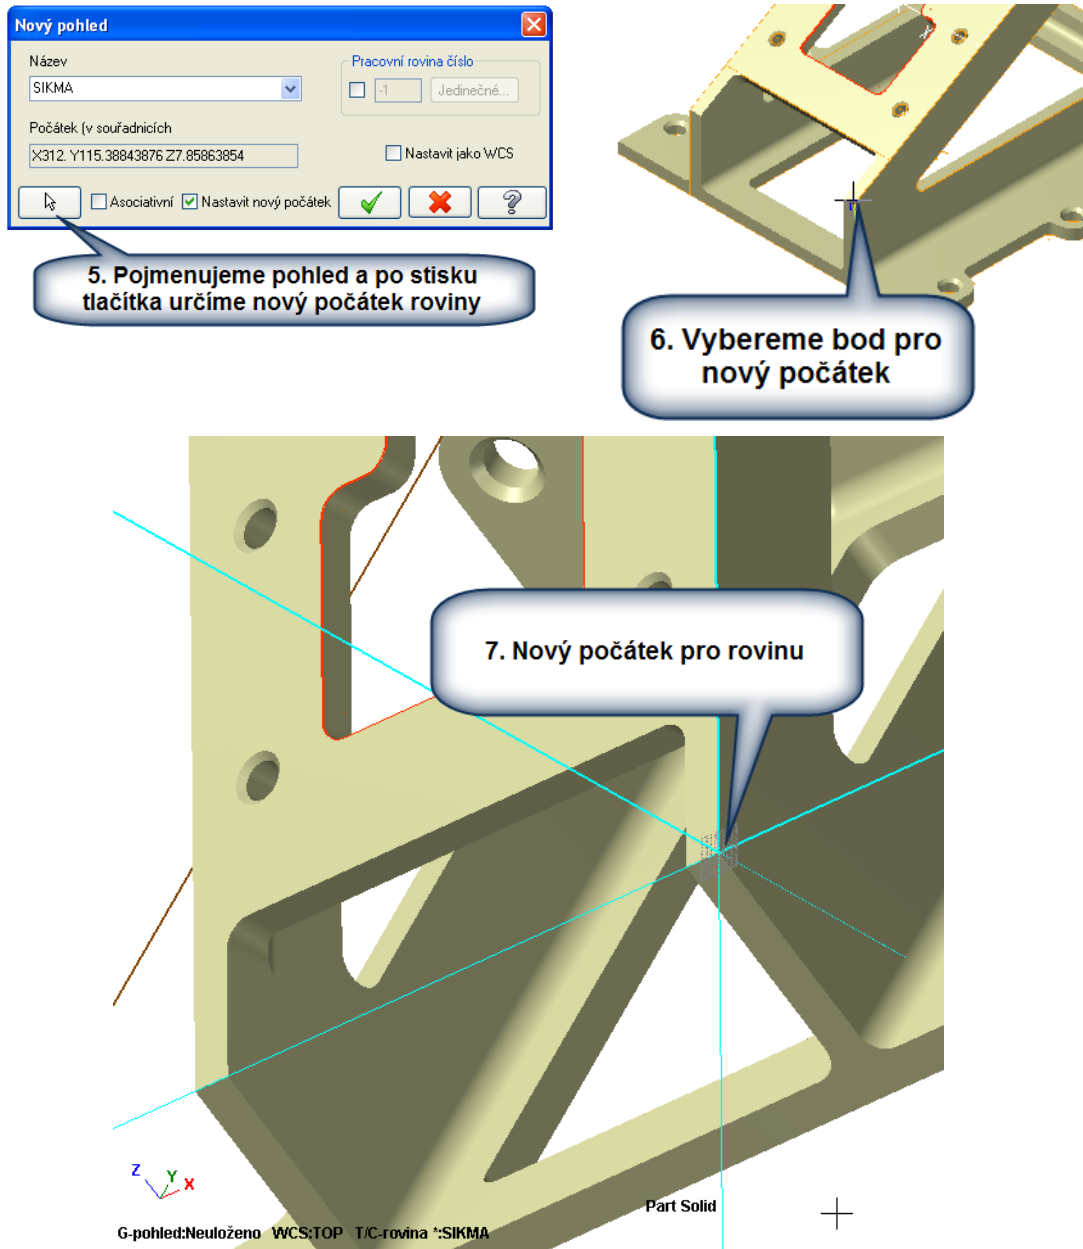 Nový pohled
Název
SIKMA
Pracovní rovina číslo
-1
Jedinečné...
Počátek (v souřadnicích
X312. Y115.38843876 Z7.85863854
Nastavit jako WCS
Asociativní
Nastavit nový počátek
5. Pojmenujeme pohled a po stisku
tlačítka určíme nový počátek roviny
6. Vybereme bod pro
nový počátek
7. Nový počátek pro rovinu
Z
Y
X
Part Solid
G-pohled:Neuloženo WCS:TOP T/C-rovina *:SIKMA